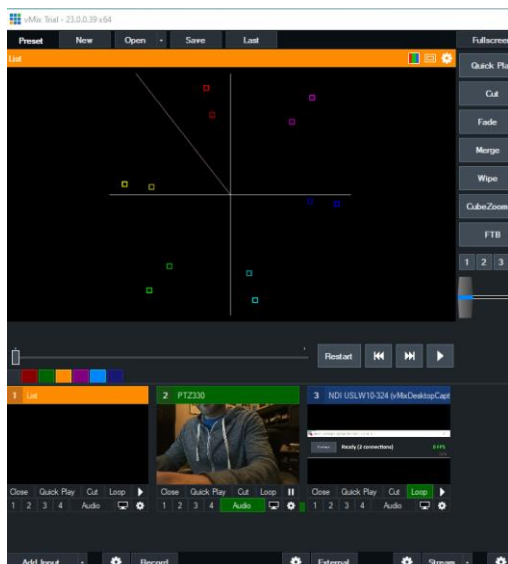 vMix Trial - 23.0.0.39 x64
Preset New Open Save Last Fullscreen
List
Quick Pla
Cut
Fade
Merge
Wipe
CubeZoom
FTB
1 2 3
Restart
1 List 2 PTZ330 3 NDI USLW10-324 (vMixDesktopCapt
Ready (2 connections) 0 FPS
Close Quick Play Cut Loop Close Quick Play Cut Loop Close Quick Play Cut Loop
1 2 3 4 Audio 1 2 3 4 Audio 1 2 3 4 Audio
Add Input Record External Stream